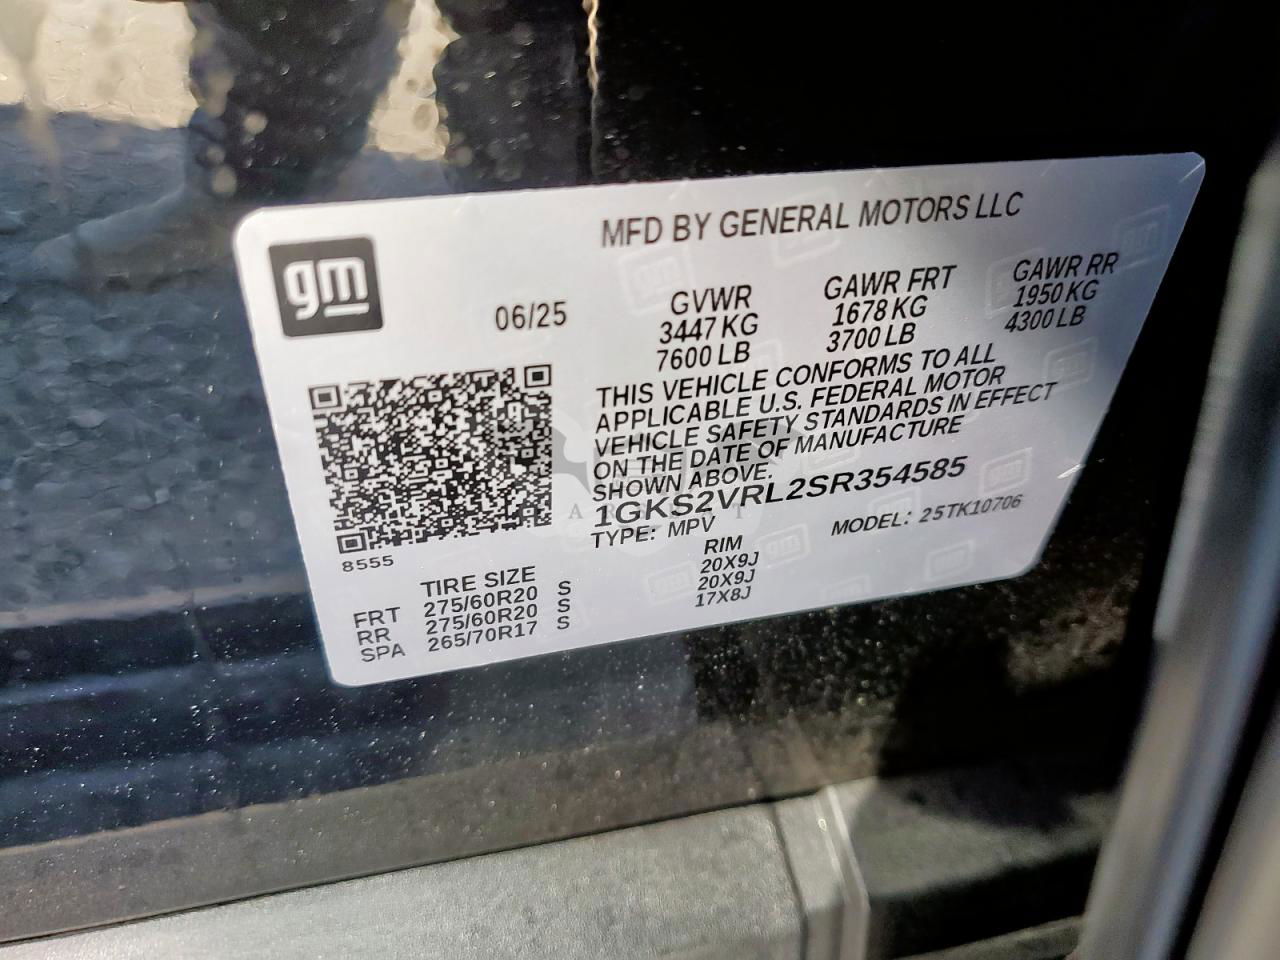 gm
MFD BY GENERAL MOTORS LLC
06/25
GVWR GAWR FRT GAWR RR
3447 KG 1678 KG 1950 KG
7600 LB 3700 LB 4300 LB
THIS VEHICLE CONFORMS TO ALL
APPLICABLE U.S. FEDERAL MOTOR
VEHICLE SAFETY STANDARDS IN EFFECT
ON THE DATE OF MANUFACTURE
SHOWN ABOVE.
1GKS2VRL2SR354585
TYPE: MPV MODEL: 25TK10706
8555
TIRE SIZE RIM
FRT 275/60R20 S 20X9J
RR 275/60R20 S 20X9J
SPA 265/70R17 S 17X8J